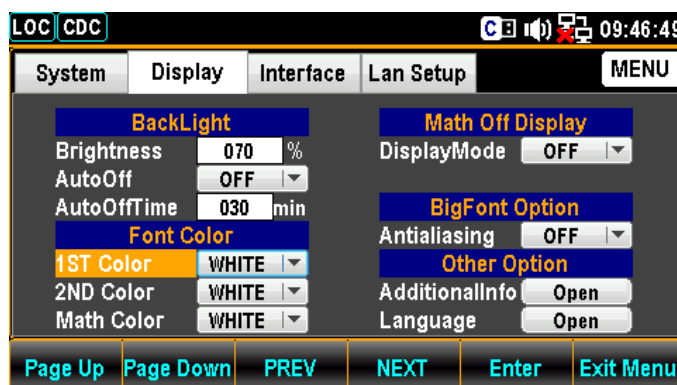 LOC CDC C 09:46:49
System Display Interface Lan Setup MENU
BackLight
Brightness 070 %
AutoOff OFF
AutoOffTime 030 min
Font Color
1ST Color WHITE
2ND Color WHITE
Math Color WHITE
Math Off Display
DisplayMode OFF
BigFont Option
Antialiasing OFF
Other Option
AdditionalInfo Open
Language Open
Page Up Page Down PREV NEXT Enter Exit Menu